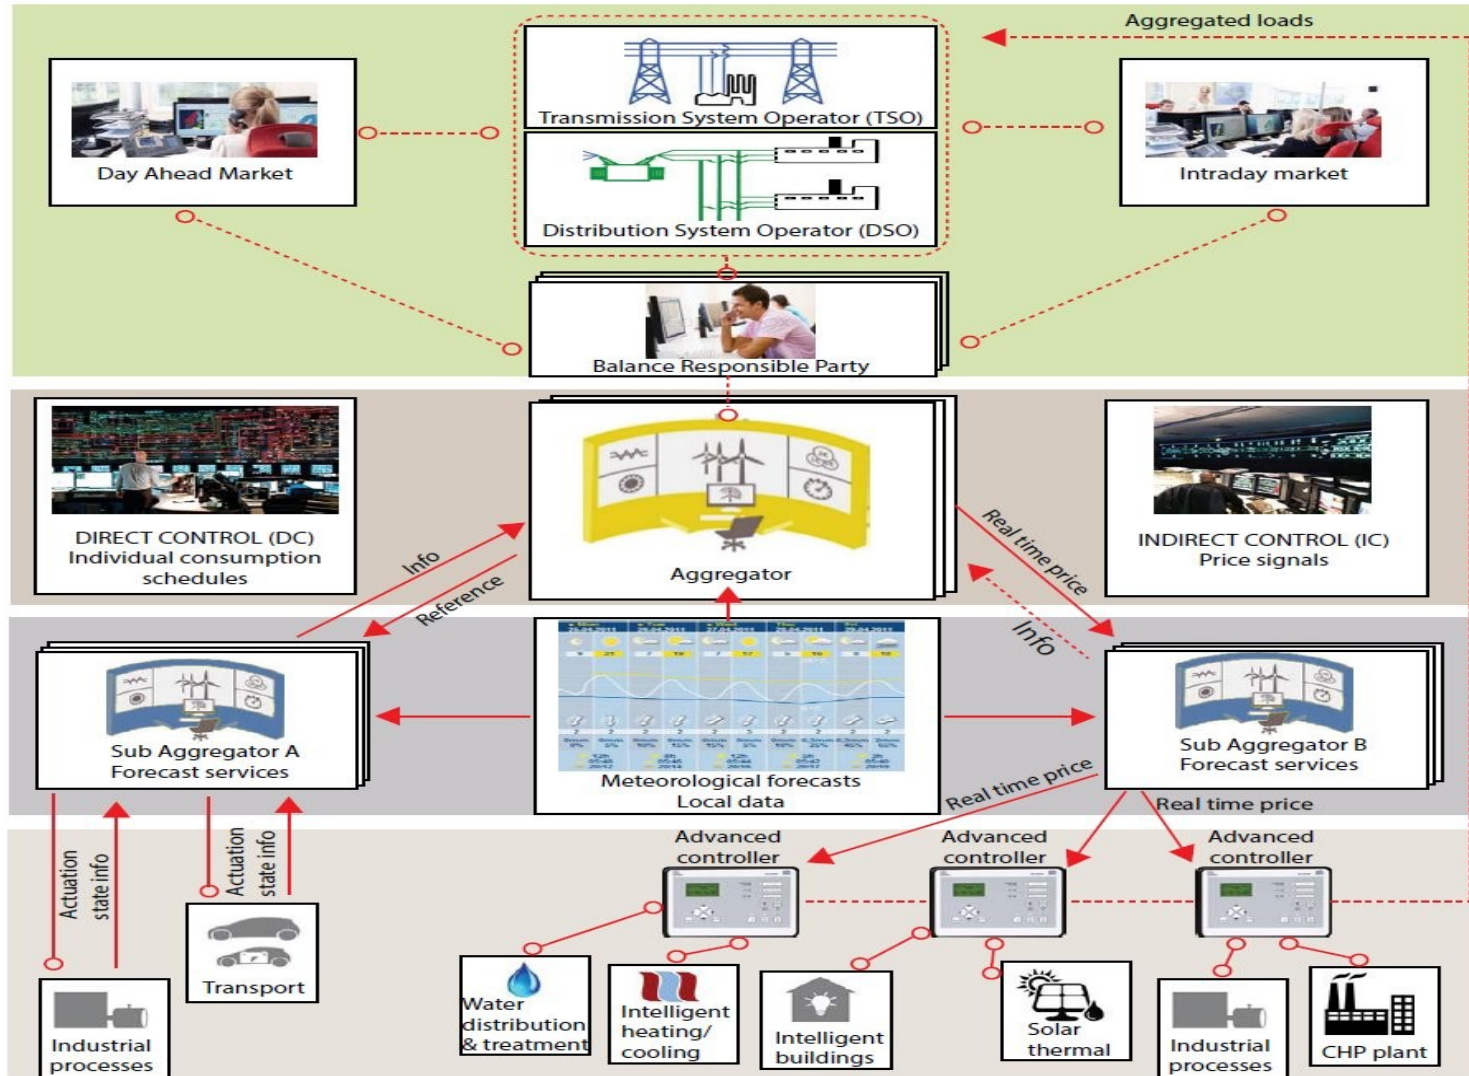 Aggregated loads
Transmission System Operator (TSO)
Day Ahead Market
Intraday market
Distribution System Operator (DSO)
Balance Responsible Party
DIRECT CONTROL (DC)
Individual consumption
schedules
Info
Reference
Aggregator
Real time price
Info
INDIRECT CONTROL (IC)
Price signals
Sub Aggregator A
Forecast services
Meteorological forecasts
Local data
Sub Aggregator B
Forecast services
Real time price
Real time price
Actuation
state info
Actuation
state info
Advanced
controller
Advanced
controller
Advanced
controller
Transport
Industrial
processes
Water
distribution
& treatment
Intelligent
heating/
cooling
Intelligent
buildings
Solar
thermal
Industrial
processes
CHP plant